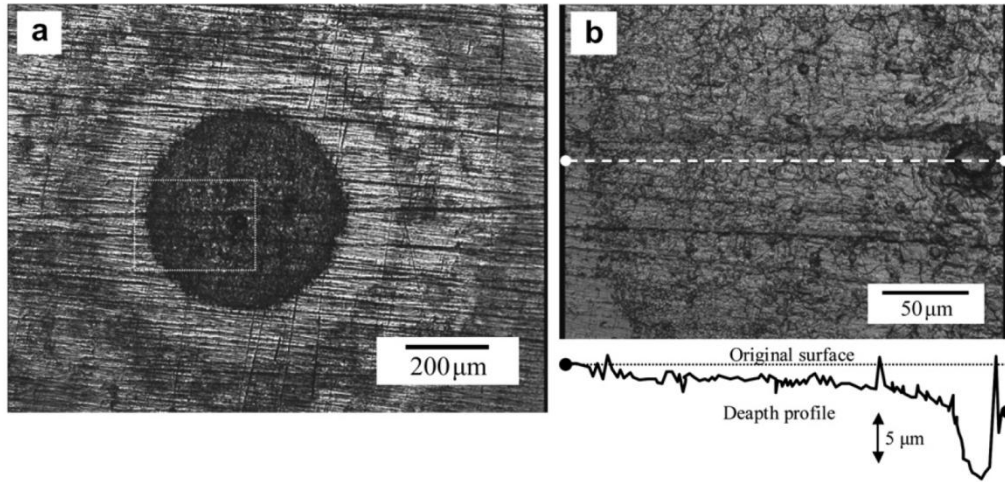 a
200 μm
b
50 μm
Original surface
Deapth profile
5 μm